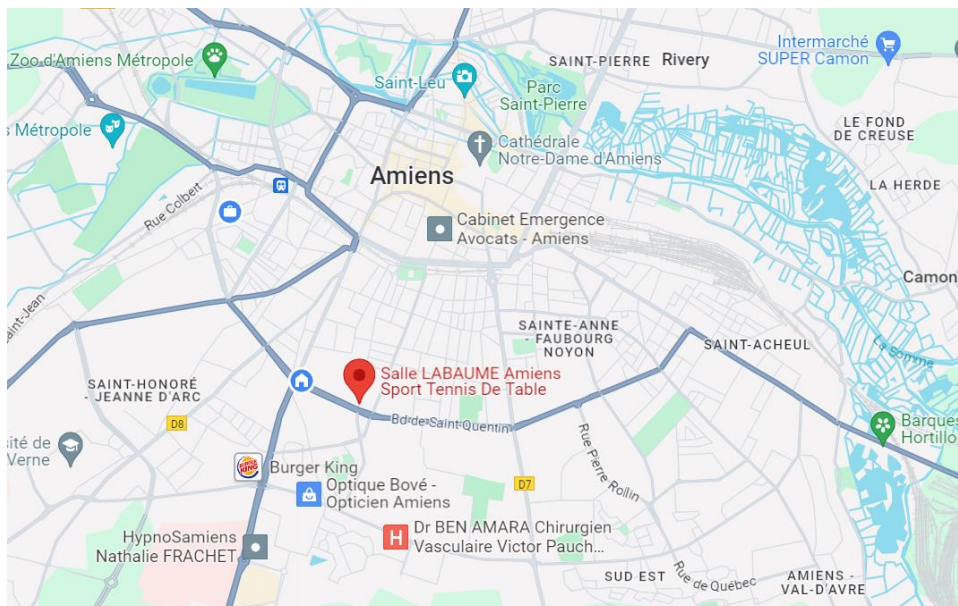 Zoo d'Amiens Métropole
SAINT-PIERRE
Rivery
Intermarché
SUPER Camon
Saint-Leu
Parc
Saint-Pierre
s Métropole
LE FOND
DE CREUSE
Cathédrale
Notre-Dame d'Amiens
Amiens
LA HERDE
Rue Colbert
Cabinet Emergence
Avocats - Amiens
Camon
aint-Jean
SAINTE-ANNE
- FAUBOURG
NOYON
SAINT-ACHEUL
La Somme
Salle LABAUME Amiens
Sport Tennis De Table
SAINT-HONORÉ
- JEANNE D'ARC
D8
Bd de Saint-Quentin
Barques
Hortillo
sité de
Verne
Rue Pierre Rollin
BURGER
KING
Burger King
Optique Bové -
Opticien Amiens
D7
H
Dr BEN AMARA Chirurgien
Vasculaire Victor Pauch...
HypnoSamiens
Nathalie FRACHET
SUD EST
Rue de Québec
AMIENS -
VAL-D'AVRE